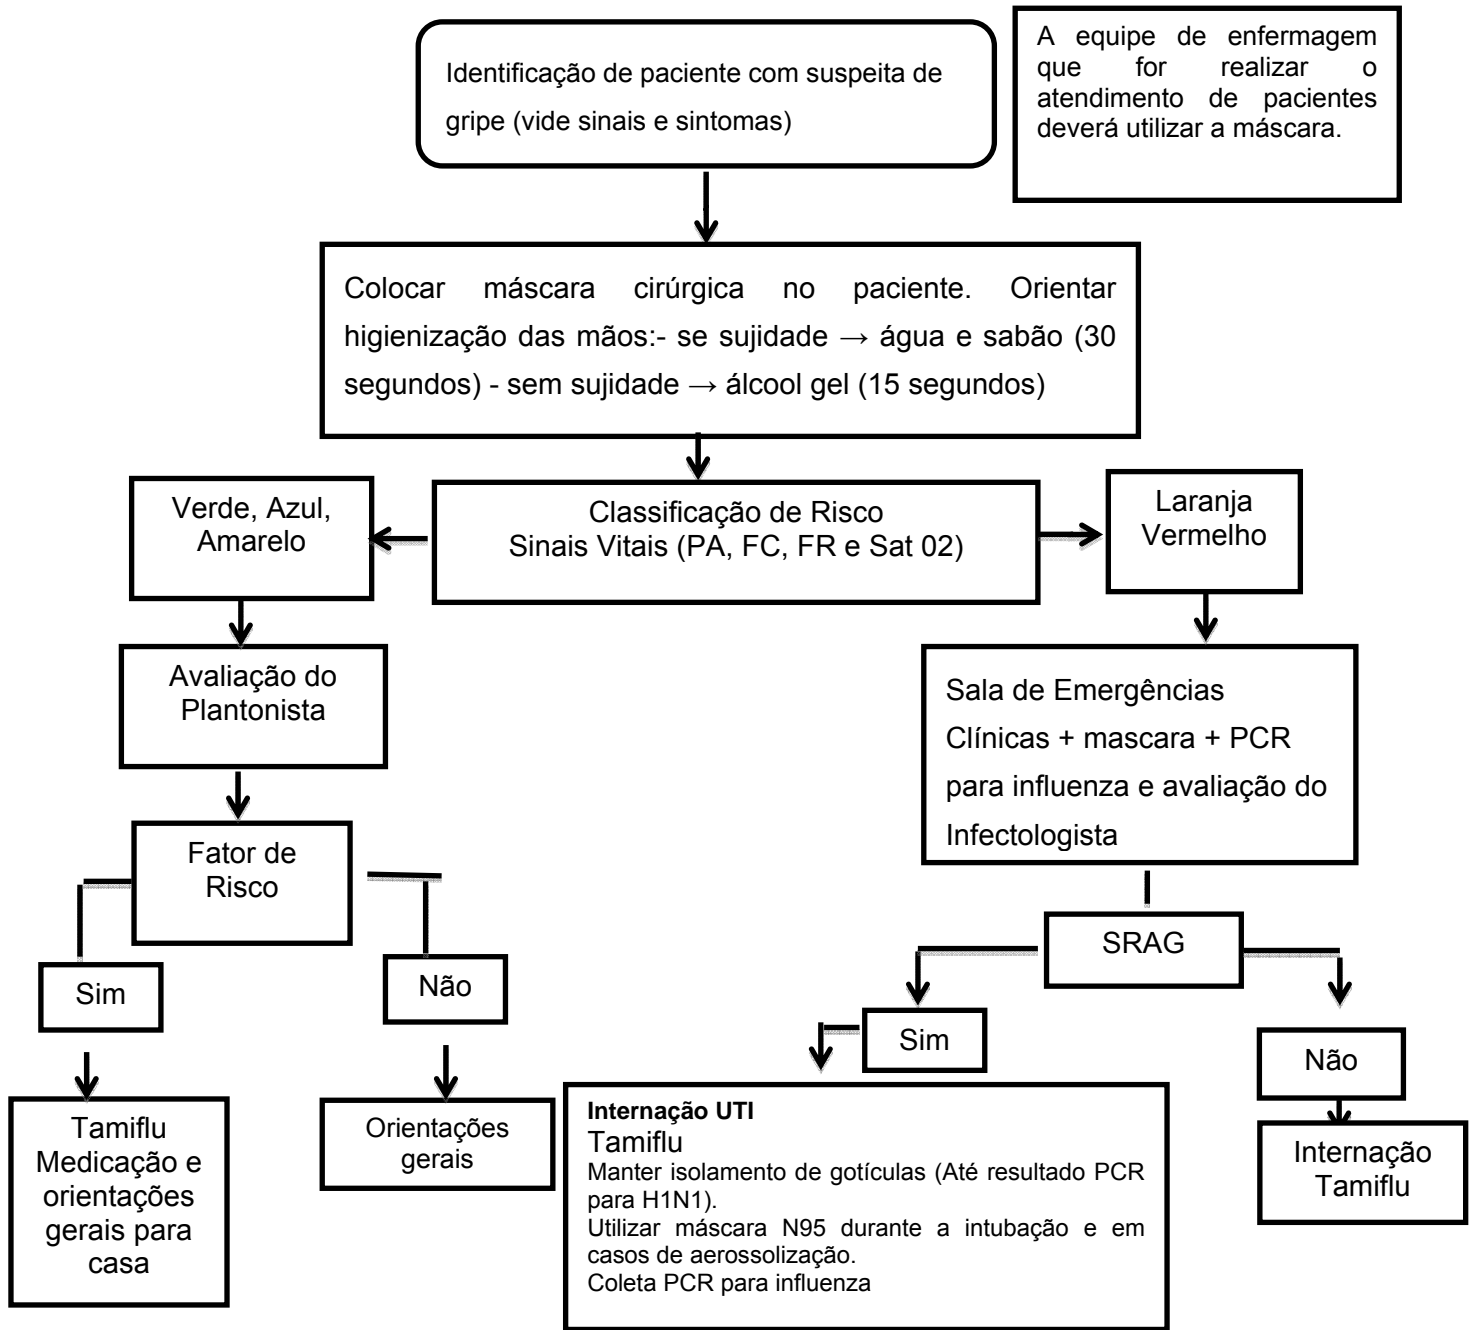 Identificação de paciente com suspeita de
gripe (vide sinais e sintomas)
A equipe de enfermagem
que for realizar o
atendimento de pacientes
deverá utilizar a máscara.
Colocar máscara cirúrgica no paciente. Orientar
higienização das mãos:- se sujidade → água e sabão (30
segundos) - sem sujidade → álcool gel (15 segundos)
Verde, Azul,
Amarelo
Classificação de Risco
Sinais Vitais (PA, FC, FR e Sat 02)
Laranja
Vermelho
Avaliação do
Plantonista
Sala de Emergências
Clínicas + mascara + PCR
para influenza e avaliação do
Infectologista
Fator de
Risco
SRAG
Sim
Não
Sim
Não
Tamiflu
Medicação e
orientações
gerais para
casa
Orientações
gerais
Internação UTI
Tamiflu
Manter isolamento de gotículas (Até resultado PCR
para H1N1).
Utilizar máscara N95 durante a intubação e em
casos de aerossolização.
Coleta PCR para influenza
Internação
Tamiflu